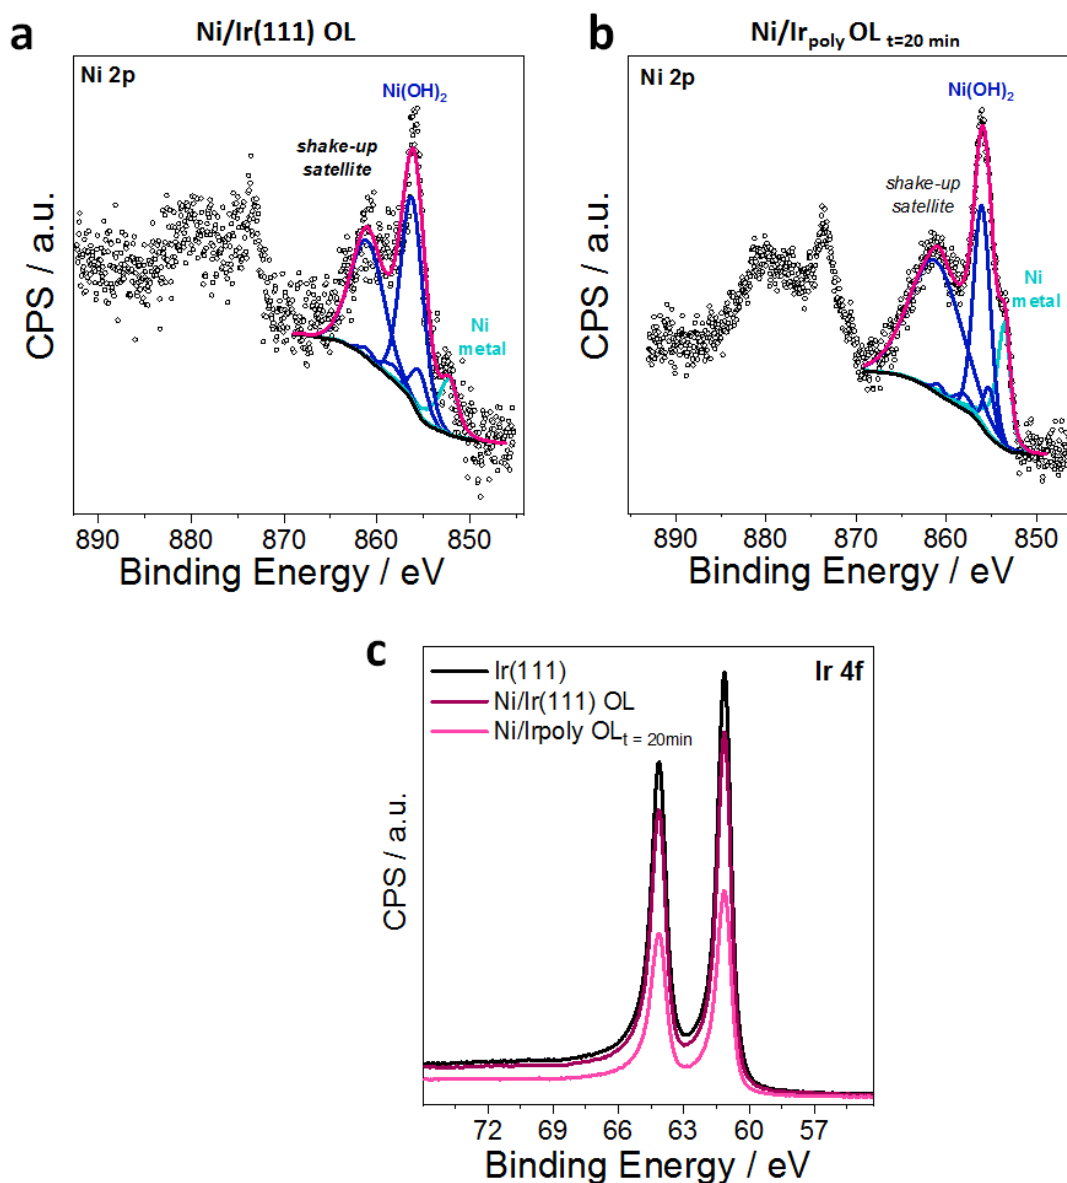 a
Ni/Ir(111) OL
Ni 2p
Ni(OH)2
shake-up
satellite
Ni
metal
CPS / a.u.
890 880 870 860 850
Binding Energy / eV
b
Ni/Irpoly OL t=20 min
Ni 2p
Ni(OH)2
shake-up
satellite
Ni
metal
CPS / a.u.
890 880 870 860 850
Binding Energy / eV
c
Ir(111)
Ni/Ir(111) OL
Ni/Irpoly OLt = 20min
Ir 4f
CPS / a.u.
72 69 66 63 60 57
Binding Energy / eV